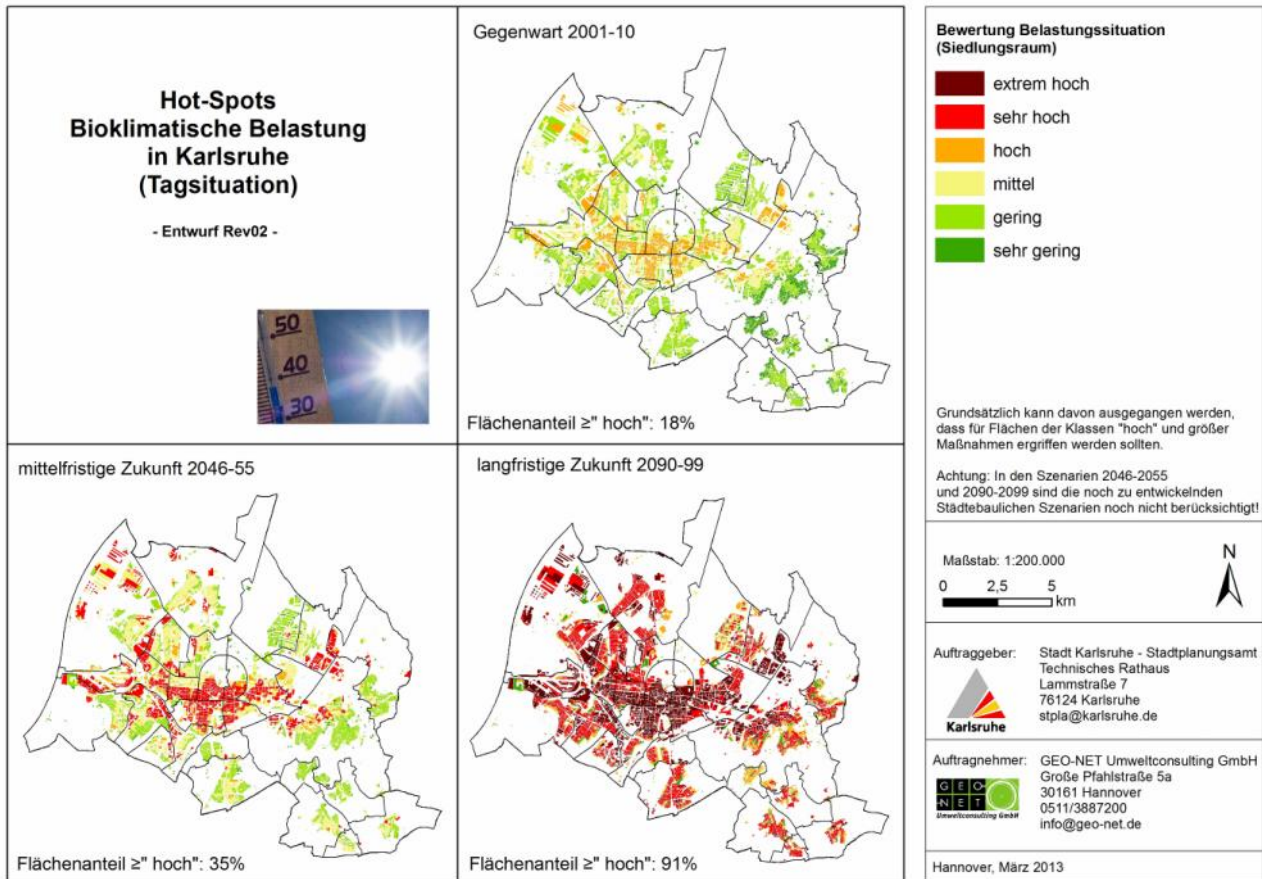 Hot-Spots
Bioklimatische Belastung
in Karlsruhe
(Tagsituation)
- Entwurf Rev02 -
50
40
30
Gegenwart 2001-10
Flächenanteil ≥" hoch": 18%
mittelfristige Zukunft 2046-55
Flächenanteil ≥" hoch": 35%
langfristige Zukunft 2090-99
Flächenanteil ≥" hoch": 91%
Bewertung Belastungssituation
(Siedlungsraum)
extrem hoch
sehr hoch
hoch
mittel
gering
sehr gering
Grundsätzlich kann davon ausgegangen werden,
dass für Flächen der Klassen "hoch" und größer
Maßnahmen ergriffen werden sollten.
Achtung: In den Szenarien 2046-2055
und 2090-2099 sind die noch zu entwickelnden
Städtebaulichen Szenarien noch nicht berücksichtigt!
Maßstab: 1:200.000
0 2,5 5
km
N
Auftraggeber: Stadt Karlsruhe - Stadtplanungsamt
Technisches Rathaus
Lammstraße 7
76124 Karlsruhe
stpla@karlsruhe.de
Karlsruhe
Auftragnehmer: GEO-NET Umweltconsulting GmbH
Große Pfahlstraße 5a
30161 Hannover
0511/3887200
info@geo-net.de
GEO
NET
Umweltconsulting GmbH
Hannover, März 2013